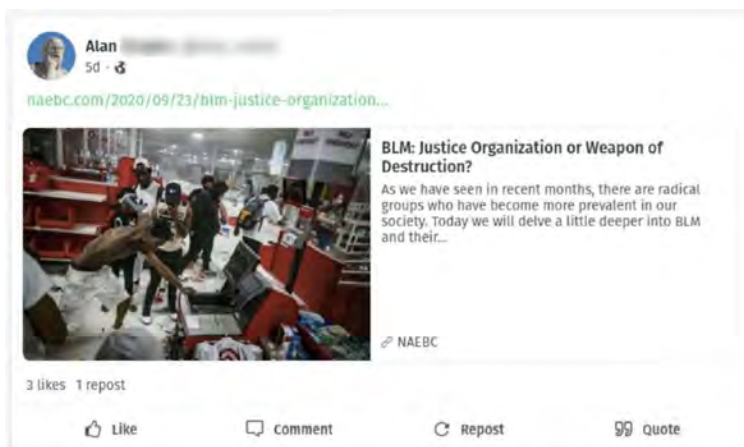 Alan
5d ·
naebc.com/2020/09/23/blm-justice-organization...
BLM: Justice Organization or Weapon of
Destruction?
As we have seen in recent months, there are radical
groups who have become more prevalent in our
society. Today we will delve a little deeper into BLM
and their...
NAEBC
3 likes 1 repost
Like Comment Repost Quote